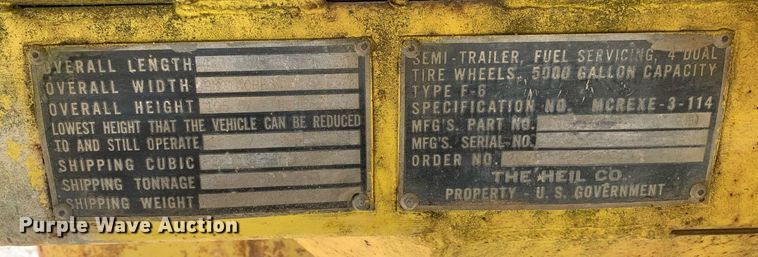 OVERALL LENGTH
OVERALL WIDTH
OVERALL HEIGHT
LOWEST HEIGHT THAT THE VEHICLE CAN BE REDUCED
TO AND STILL OPERATE
SHIPPING CUBIC
SHIPPING TONNAGE
SHIPPING WEIGHT
SEMI-TRAILER, FUEL SERVICING, 4 DUAL
TIRE WHEELS, 5000 GALLON CAPACITY
TYPE F-6
SPECIFICATION NO. MCREXE-3-114
MFG'S. PART NO.
MFG'S. SERIAL NO.
ORDER NO.
THE HEIL CO.
PROPERTY U.S. GOVERNMENT
Purple Wave Auction